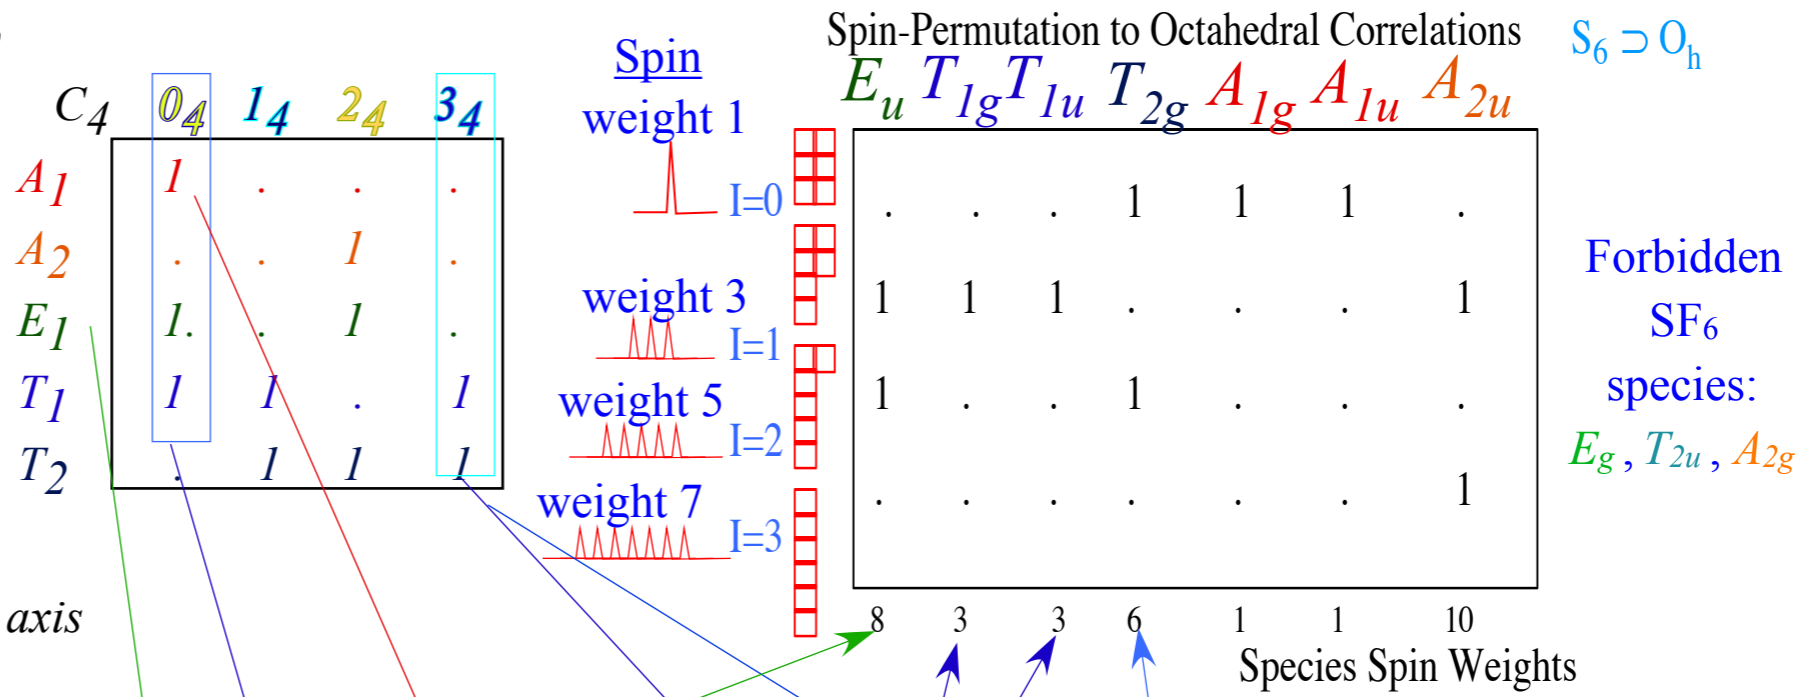 Spin-Permutation to Octahedral Correlations
S6 ⊃ Oh
C4 04 14 24 34
A1 1 . . .
A2 . . 1 .
E1 1. . 1 .
T1 1 1 . 1
T2 . 1 1 1
axis
Spin
weight 1
I=0
weight 3
I=1
weight 5
I=2
weight 7
I=3
Eu T1g T1u T2g A1g A1u A2u
. . . 1 1 1 .
1 1 1 . . . 1
1 . . 1 . . .
. . . . . . 1
8 3 3 6 1 1 10
Species Spin Weights
Forbidden
SF6
species:
Eg , T2u , A2g